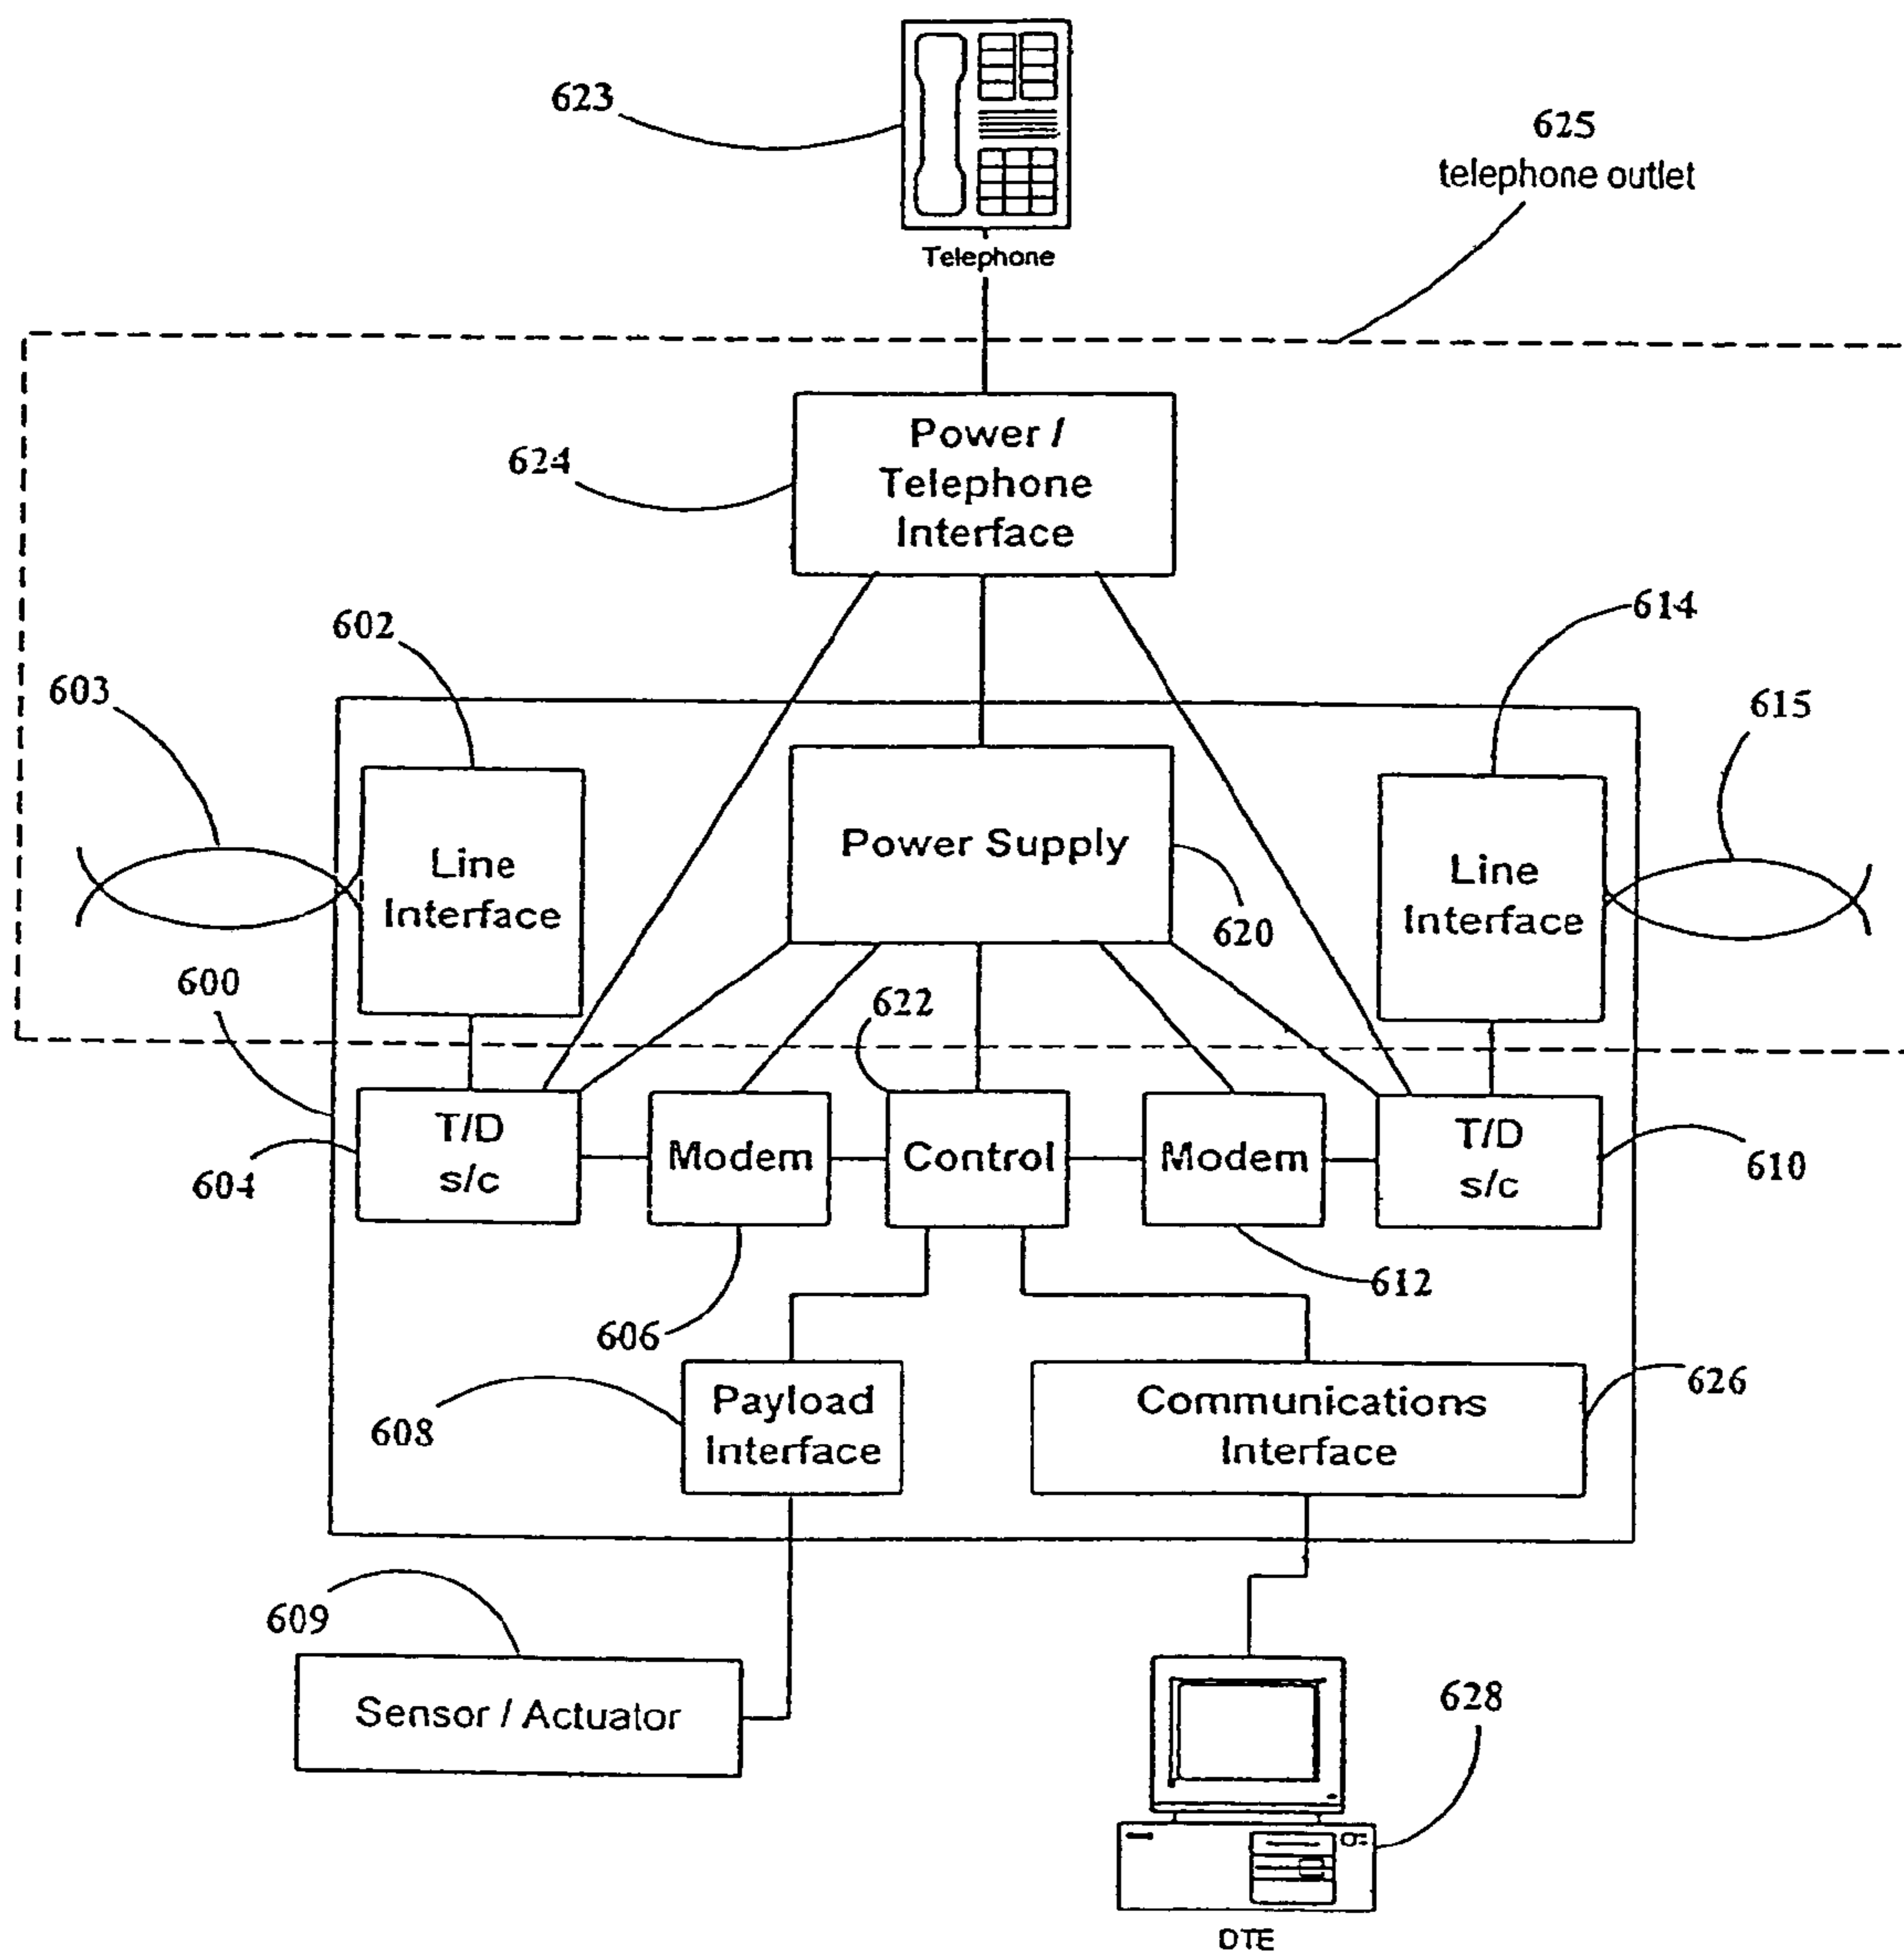 623
625
telephone outlet
Telephone
Power /
Telephone
Interface
624
602
614
603
615
Line
Interface
Power Supply
Line
Interface
620
600
622
T/D
s/c
Modem
Control
Modem
T/D
s/c
604
610
612
606
Payload
Interface
Communications
Interface
626
608
609
Sensor / Actuator
628
DTE